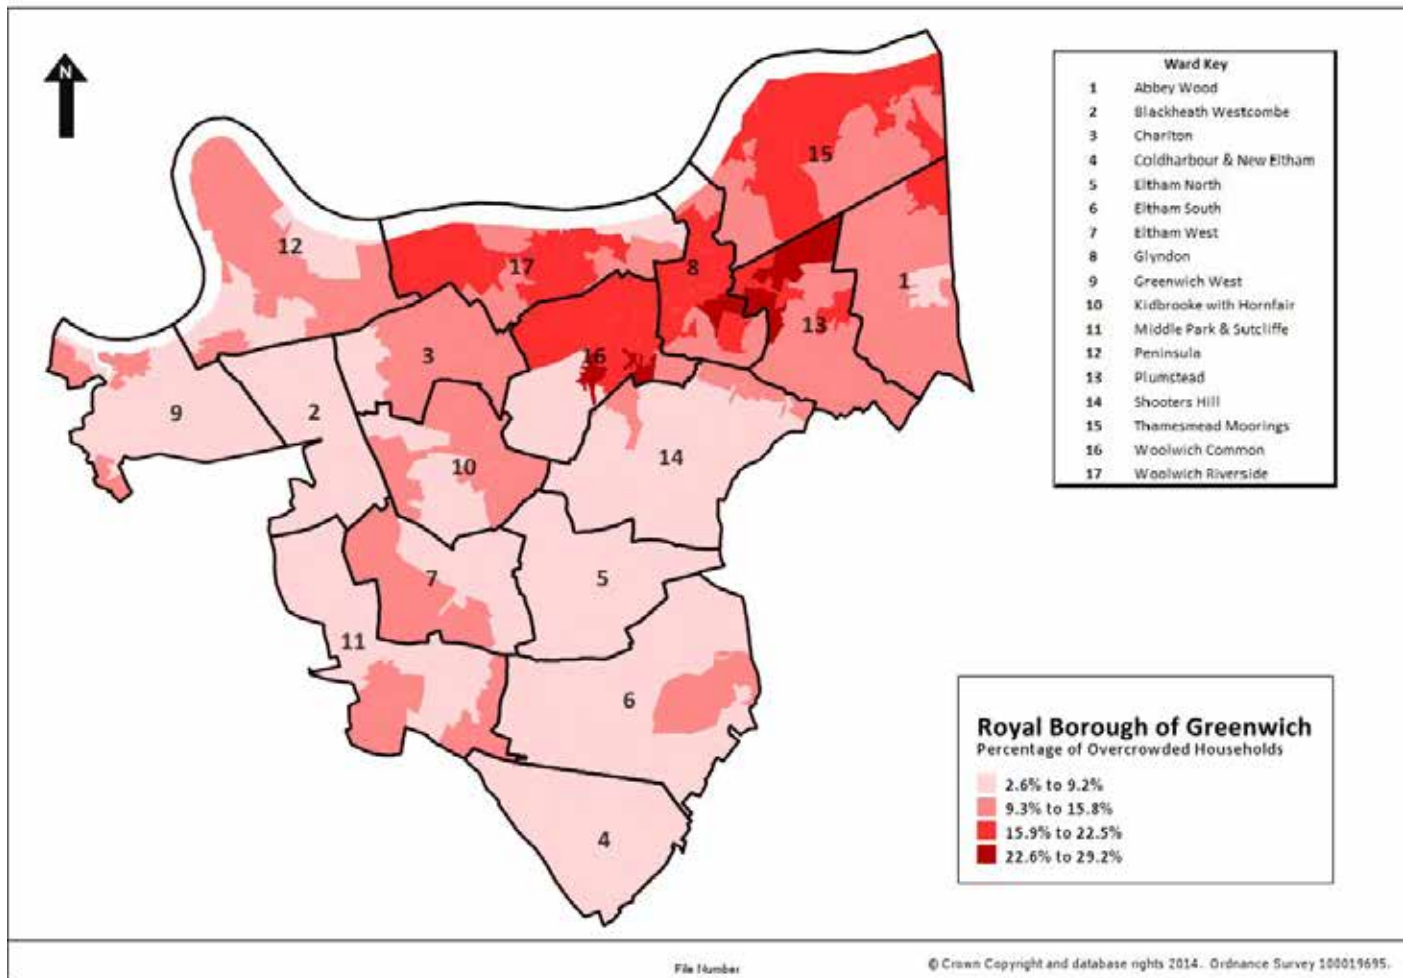 N
Ward Key
1 Abbey Wood
2 Blackheath Westcombe
3 Charlton
4 Coldharbour & New Eltham
5 Eltham North
6 Eltham South
7 Eltham West
8 Glyndon
9 Greenwich West
10 Kidbrooke with Hornfair
11 Middle Park & Sutcliffe
12 Peninsula
13 Plumstead
14 Shooters Hill
15 Thamesmead Moorings
16 Woolwich Common
17 Woolwich Riverside
15
12
17
8
1
13
3
16
2
9
10
14
7
5
11
6
4
Royal Borough of Greenwich
Percentage of Overcrowded Households
2.6% to 9.2%
9.3% to 15.8%
15.9% to 22.5%
22.6% to 29.2%
File Number
© Crown Copyright and database rights 2014. Ordnance Survey 100019695.